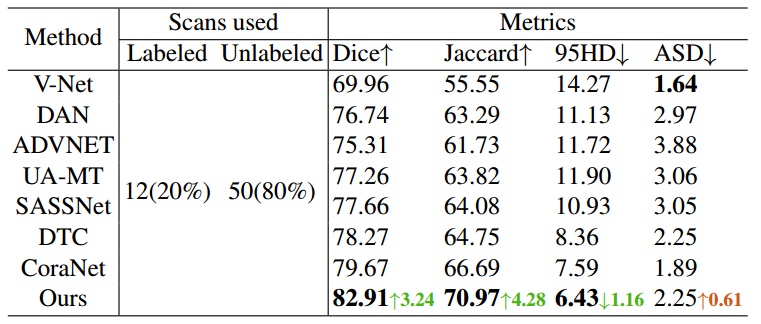 Method Scans used Metrics
Labeled Unlabeled Dice↑ Jaccard↑ 95HD↓ ASD↓
V-Net 69.96 55.55 14.27 1.64
DAN 76.74 63.29 11.13 2.97
ADVNET 75.31 61.73 11.72 3.88
UA-MT 12(20%) 50(80%) 77.26 63.82 11.90 3.06
SASSNet 77.66 64.08 10.93 3.05
DTC 78.27 64.75 8.36 2.25
CoraNet 79.67 66.69 7.59 1.89
Ours 82.91↑3.24 70.97↑4.28 6.43↓1.16 2.25↑0.61